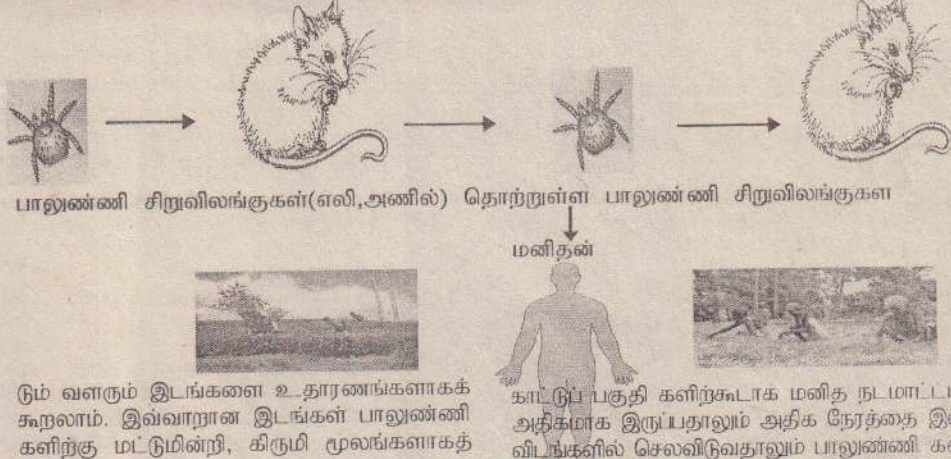 பாலுண்ணி சிறுவிலங்குகள்(எலி,அணில்) தொற்றுள்ள பாலுண்ணி சிறுவிலங்குகள
மனிதன்
டும் வளரும் இடங்களை உதாரணங்களாகக்
கூறலாம். இவ்வாறான இடங்கள் பாலுண்ணி
களிற்கு மட்டுமின்றி, கிருமி மூலங்களாகத்
காட்டுப் பகுதி களிற்கூடாக மனித நடமாட்ட
அதிகமாக இருப்பதாலும் அதிக நேரத்தை இ
விடங்களில் செலவிடுவதாலும் பாலுண்ணி க